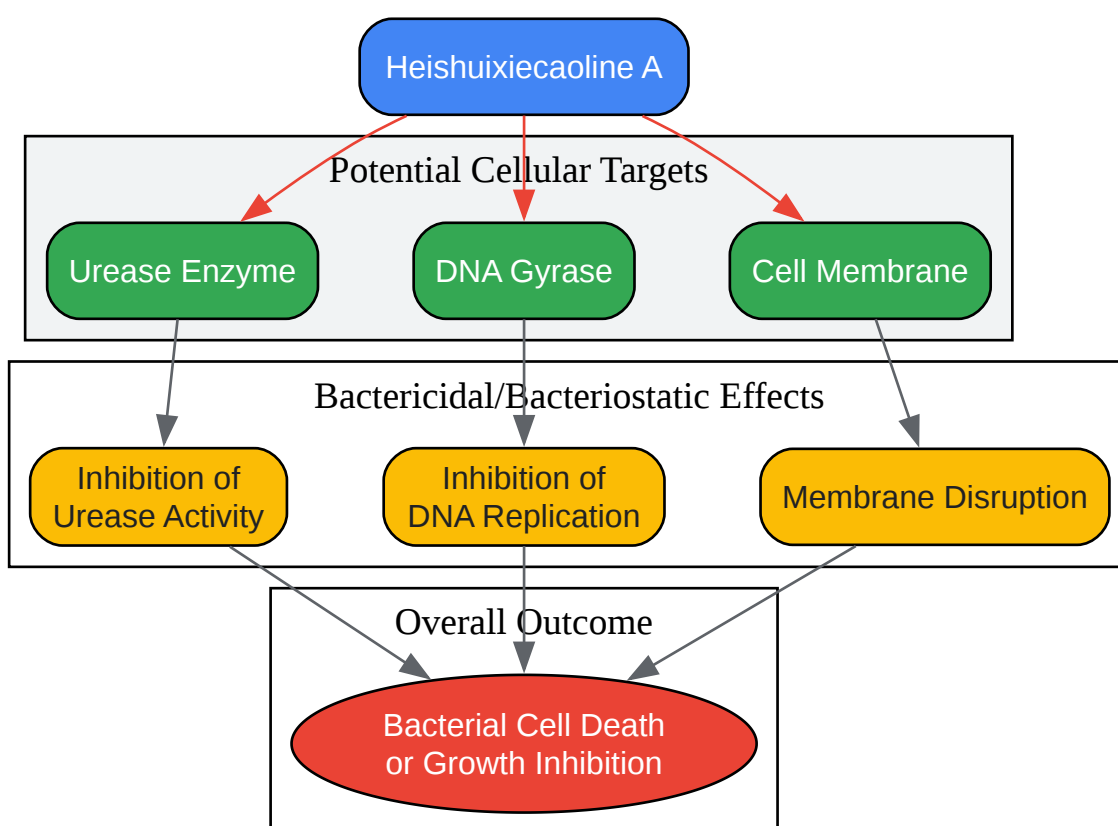 Heishuixiecaoline A
Potential Cellular Targets
Urease Enzyme
DNA Gyrase
Cell Membrane
Bactericidal/Bacteriostatic Effects
Inhibition of
Urease Activity
Inhibition of
DNA Replication
Membrane Disruption
Overall Outcome
Bacterial Cell Death
or Growth Inhibition